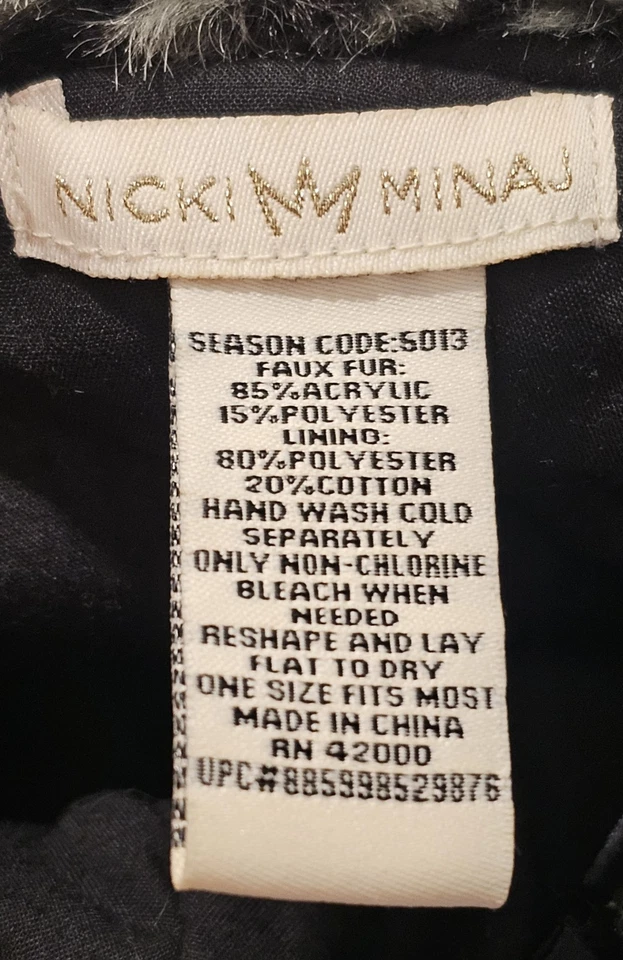 NICKI MINAJ
SEASON CODE:S013
FAUX FUR:
85%ACRYLIC
15%POLYESTER
LINING:
80%POLYESTER
20%COTTON
HAND WASH COLD
SEPARATELY
ONLY NON-CHLORINE
BLEACH WHEN
NEEDED
RESHAPE AND LAY
FLAT TO DRY
ONE SIZE FITS MOST
MADE IN CHINA
RN 42000
UPC#885998529876